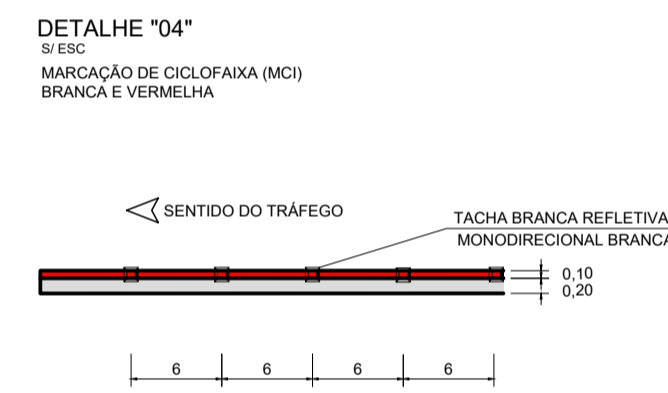 DETALHE "04"
S/ ESC
MARCAÇÃO DE CICLOFAIXA (MCI)
BRANCA E VERMELHA
SENTIDO DO TRÁFEGO
TACHA BRANCA REFLETIVA
MONODIRECIONAL BRANCA
0,10
0,20
6 6 6 6